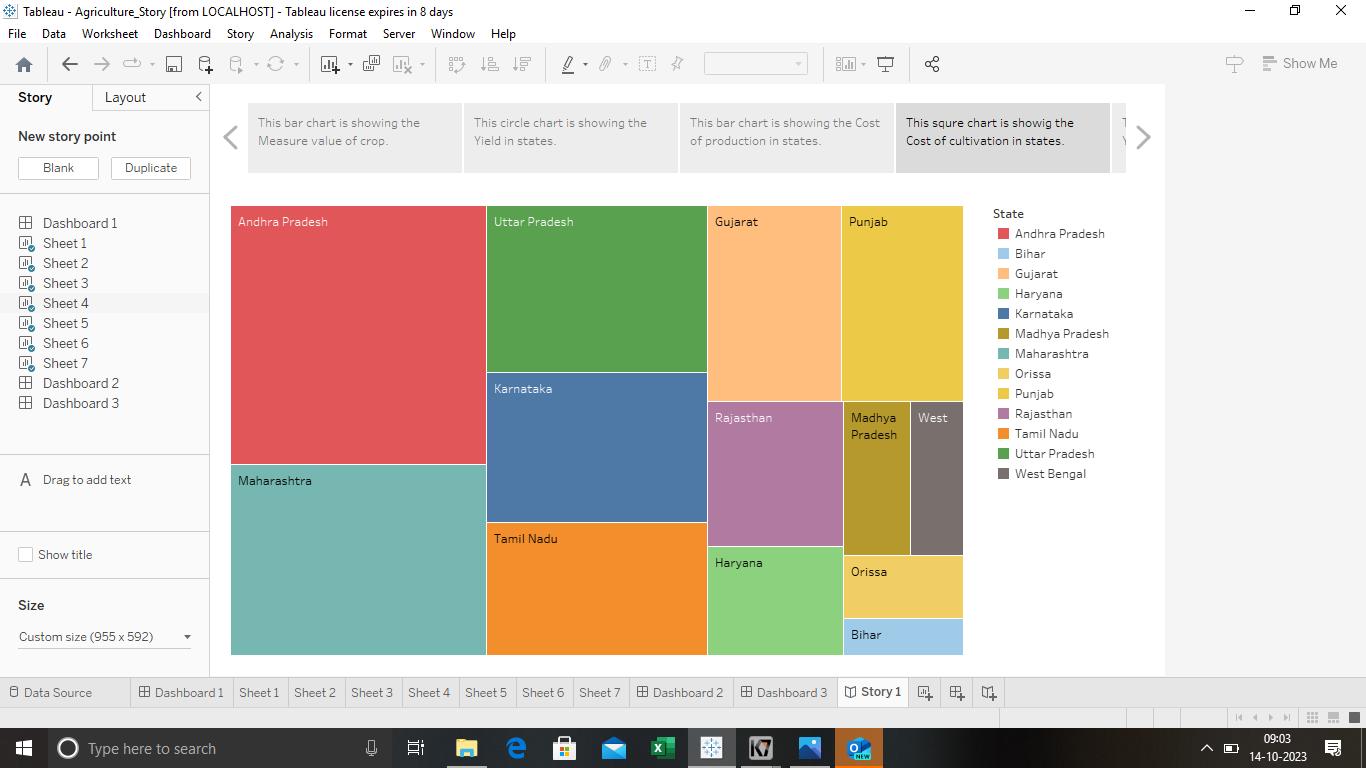 Tableau - Agriculture_Story [from LOCALHOST] - Tableau license expires in 8 days
File Data Worksheet Dashboard Story Analysis Format Server Window Help
Show Me
Story Layout
New story point
Blank Duplicate
Dashboard 1
Sheet 1
Sheet 2
Sheet 3
Sheet 4
Sheet 5
Sheet 6
Sheet 7
Dashboard 2
Dashboard 3
A Drag to add text
Show title
Size
Custom size (955 x 592)
This bar chart is showing the
Measure value of crop.
This circle chart is showing the
Yield in states.
This bar chart is showing the Cost
of production in states.
This squre chart is showig the
Cost of cultivation in states.
Andhra Pradesh
Uttar Pradesh
Gujarat
Punjab
Karnataka
Rajasthan
Madhya
Pradesh
West
Maharashtra
Tamil Nadu
Haryana
Orissa
Bihar
State
Andhra Pradesh
Bihar
Gujarat
Haryana
Karnataka
Madhya Pradesh
Maharashtra
Orissa
Punjab
Rajasthan
Tamil Nadu
Uttar Pradesh
West Bengal
Data Source Dashboard 1 Sheet 1 Sheet 2 Sheet 3 Sheet 4 Sheet 5 Sheet 6 Sheet 7 Dashboard 2 Dashboard 3 Story 1
Type here to search
K7
NEW
09:03
14-10-2023